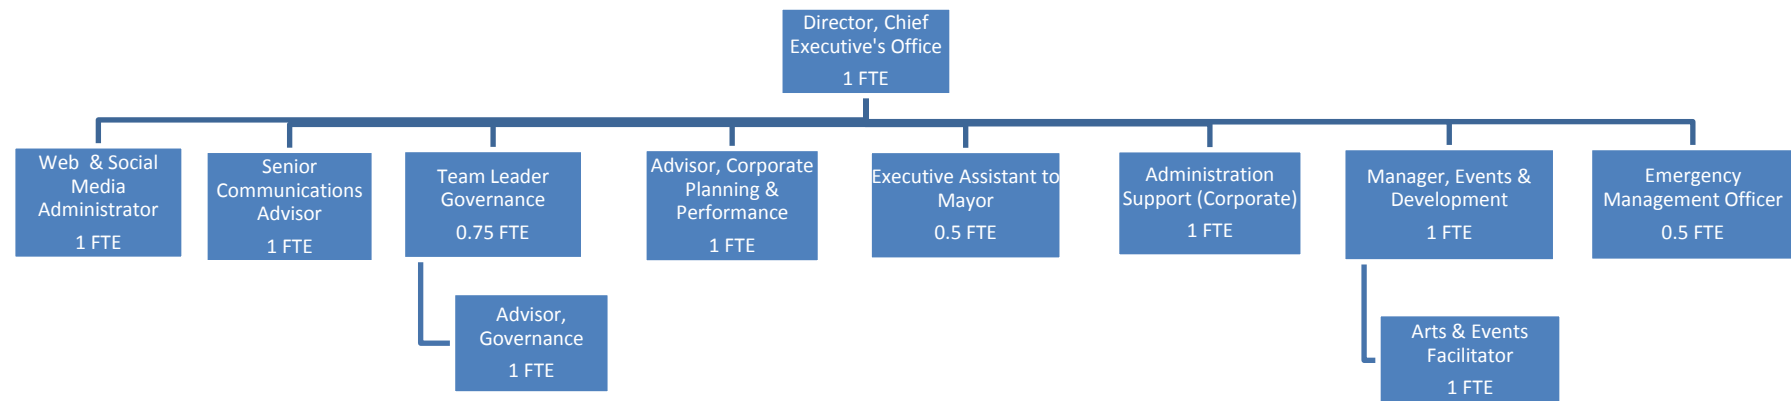 Director, Chief
Executive's Office
1 FTE
Web & Social
Media
Administrator
1 FTE
Senior
Communications
Advisor
1 FTE
Team Leader
Governance
0.75 FTE
Advisor, Corporate
Planning &
Performance
1 FTE
Executive Assistant to
Mayor
0.5 FTE
Administration
Support (Corporate)
1 FTE
Manager, Events &
Development
1 FTE
Emergency
Management Officer
0.5 FTE
Advisor,
Governance
1 FTE
Arts & Events
Facilitator
1 FTE